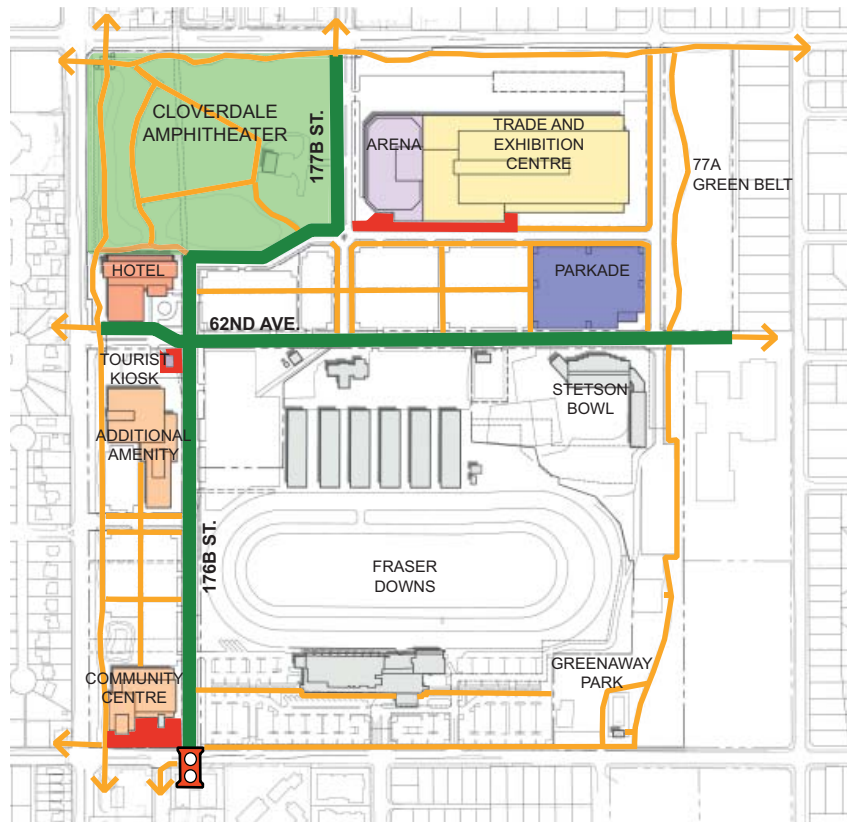 CLOVERDALE
AMPHITHEATER
177B ST.
ARENA
TRADE AND
EXHIBITION
CENTRE
77A
GREEN BELT
HOTEL
PARKADE
62ND AVE.
TOURIST
KIOSK
STETSON
BOWL
ADDITIONAL
AMENITY
176B ST.
FRASER
DOWNS
GREENAWAY
PARK
COMMUNITY
CENTRE